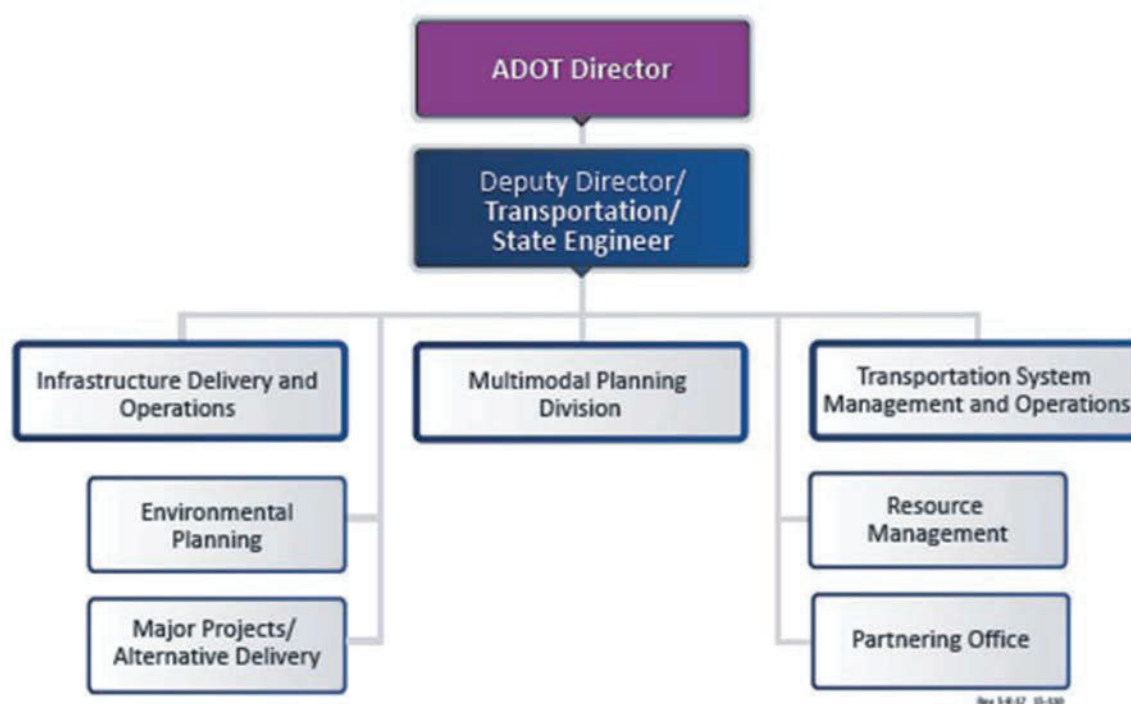 ADOT Director
Deputy Director/
Transportation/
State Engineer
Infrastructure Delivery and
Operations
Multimodal Planning
Division
Transportation System
Management and Operations
Environmental
Planning
Resource
Management
Major Projects/
Alternative Delivery
Partnering Office